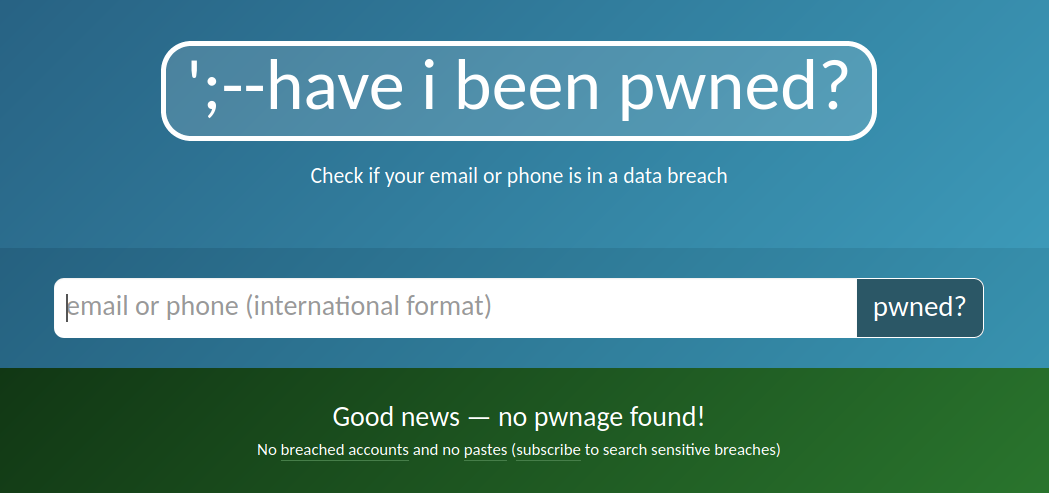 ';--have i been pwned?
Check if your email or phone is in a data breach
email or phone (international format)
pwned?
Good news — no pwnage found!
No breached accounts and no pastes (subscribe to search sensitive breaches)